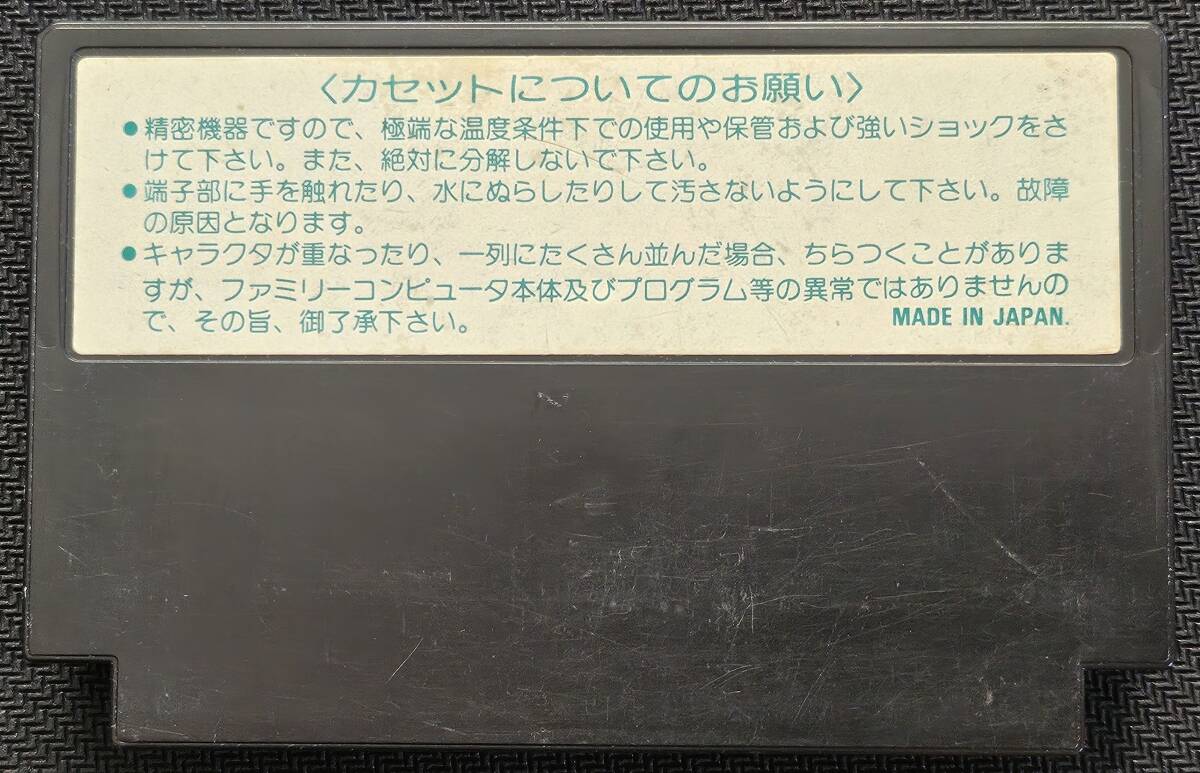 〈カセットについてのお願い〉
●精密機器ですので、極端な温度条件下での使用や保管および強いショックをさ
けて下さい。また、絶対に分解しないで下さい。
●端子部に手を触れたり、水にぬらしたりして汚さないようにして下さい。故障
の原因となります。
●キャラクタが重なったり、一列にたくさん並んだ場合、ちらつくことがありま
すが、ファミリーコンピュータ本体及びプログラム等の異常ではありませんの
で、その旨、御了承下さい。
MADE IN JAPAN.